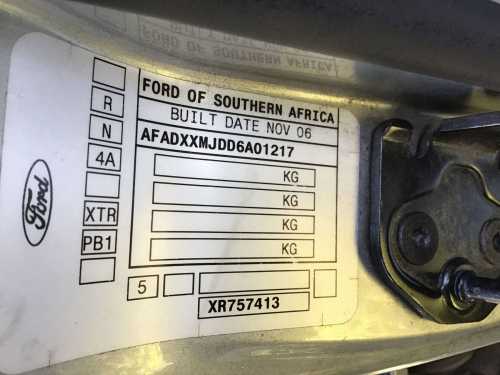 FORD OF SOUTHERN AFRICA
BUILT DATE NOV 06
AFADXXMJDD6A01217
R
N
4A
XTR
PB1
Ford
KG
KG
KG
KG
5
XR757413